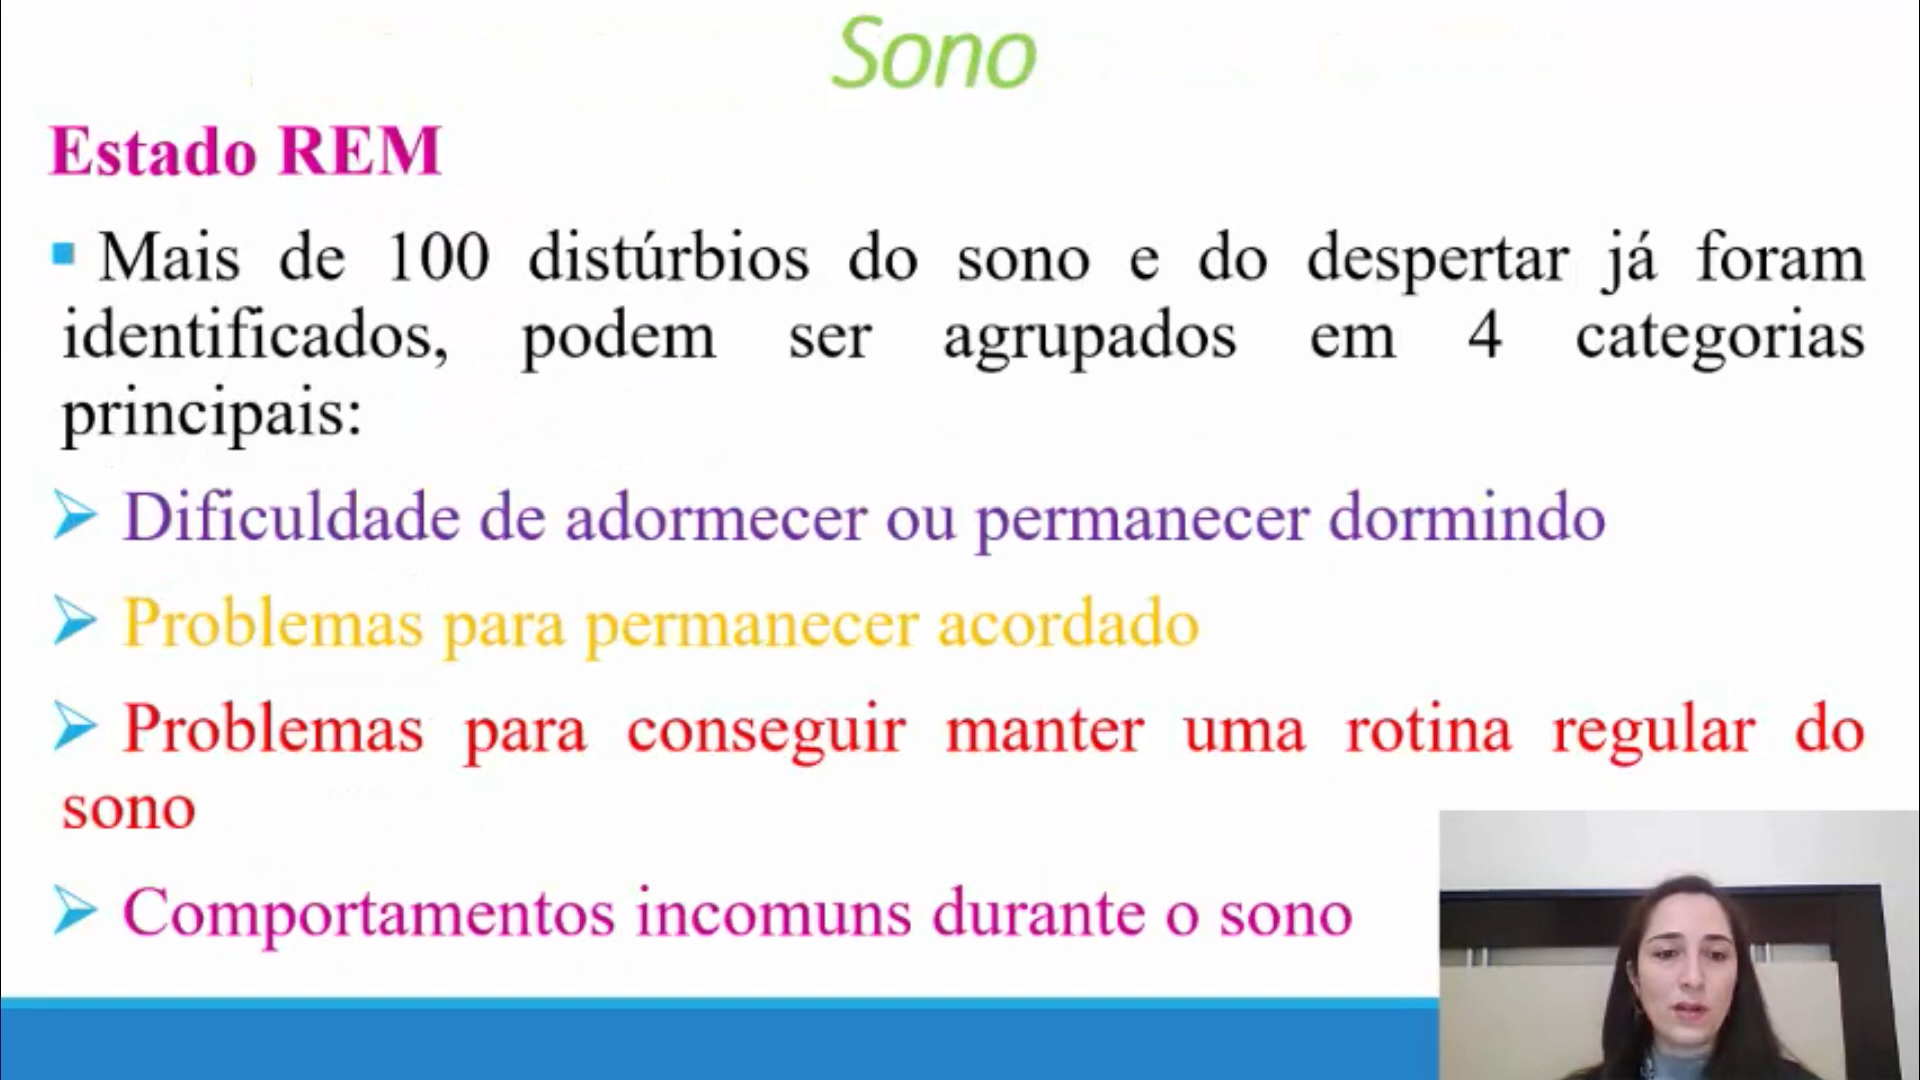 Sono
Estado REM
Mais de 100 distúrbios do sono e do despertar já foram
identificados, podem ser agrupados em 4 categorias
principais:
Dificuldade de adormecer ou permanecer dormindo
Problemas para permanecer acordado
Problemas para conseguir manter uma rotina regular do
sono
Comportamentos incomuns durante o sono